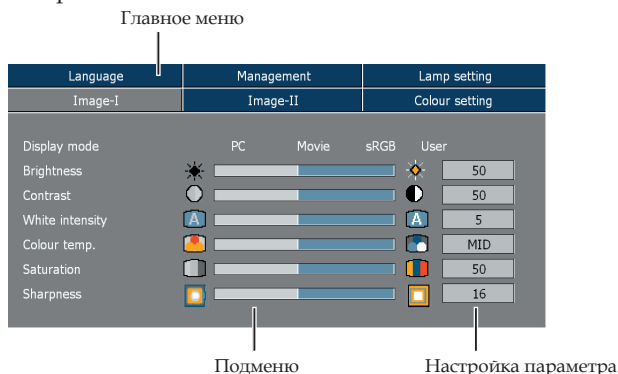 Главное меню
Language Management Lamp setting
Image-I Image-II Colour setting
Display mode PC Movie sRGB User
Brightness 50
Contrast 50
White intensity A A 5
Colour temp. MID
Saturation 50
Sharpness 16
Подменю Настройка параметра